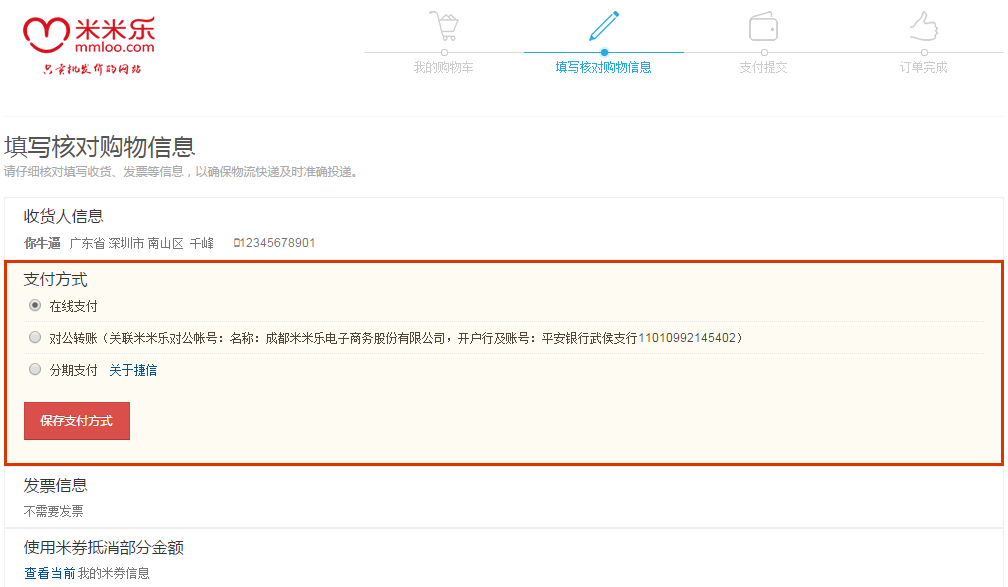 米米乐
mmloo.com
只卖批发价的网站
我的购物车
填写核对购物信息
支付提交
订单完成
填写核对购物信息
请仔细核对填写收货、发票等信息，以确保物流快递及时准确投递。
收货人信息
你牛逼 广东省 深圳市 南山区 千峰 12345678901
支付方式
在线支付
对公转账（关联米米乐对公帐号：名称：成都米米乐电子商务股份有限公司，开户行及账号：平安银行武侯支行11010992145402）
分期支付 关于捷信
保存支付方式
发票信息
不需要发票
使用米券抵消部分金额
查看当前我的米券信息